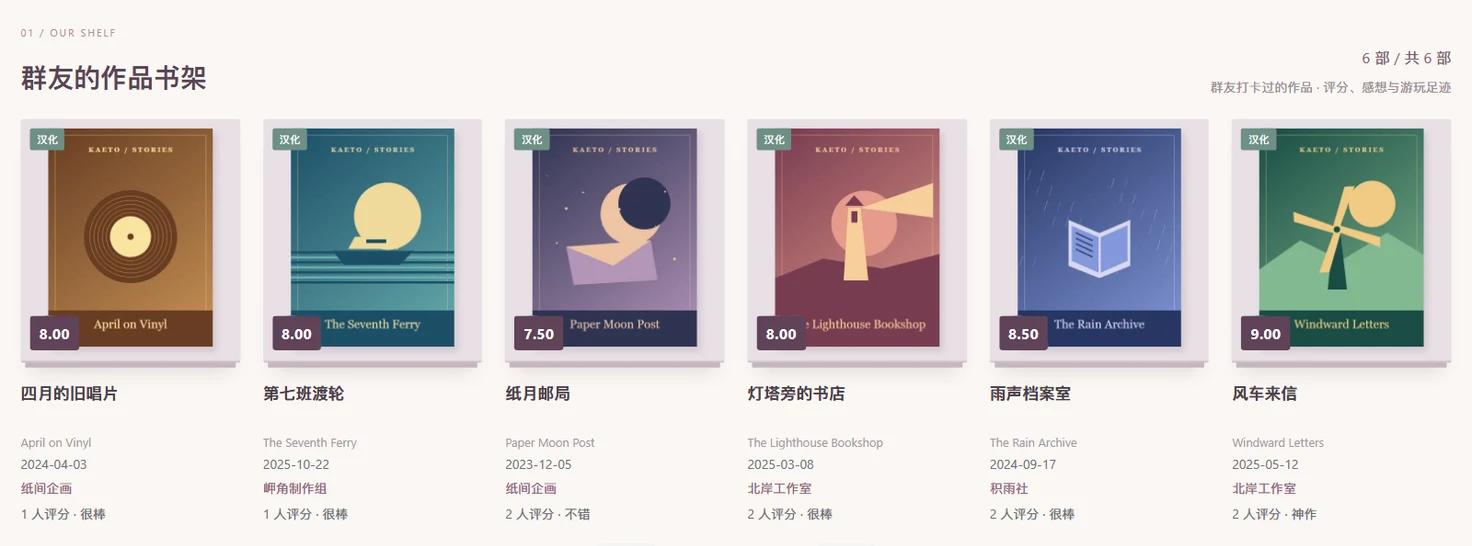 01 / OUR SHELF
群友的作品书架
6 部 / 共 6 部
群友打卡过的作品 · 评分、感想与游玩足迹
汉化
KAETO / STORIES
April on Vinyl
8.00
四月的旧唱片
April on Vinyl
2024-04-03
纸间企画
1 人评分 · 很棒
汉化
KAETO / STORIES
The Seventh Ferry
8.00
第七班渡轮
The Seventh Ferry
2025-10-22
岬角制作组
1 人评分 · 很棒
汉化
KAETO / STORIES
Paper Moon Post
7.50
纸月邮局
Paper Moon Post
2023-12-05
纸间企画
2 人评分 · 不错
汉化
KAETO / STORIES
Lighthouse Bookshop
8.00
灯塔旁的书店
The Lighthouse Bookshop
2025-03-08
北岸工作室
2 人评分 · 很棒
汉化
KAETO / STORIES
The Rain Archive
8.50
雨声档案室
The Rain Archive
2024-09-17
积雨社
2 人评分 · 很棒
汉化
KAETO / STORIES
Windward Letters
9.00
风车来信
Windward Letters
2025-05-12
北岸工作室
2 人评分 · 神作